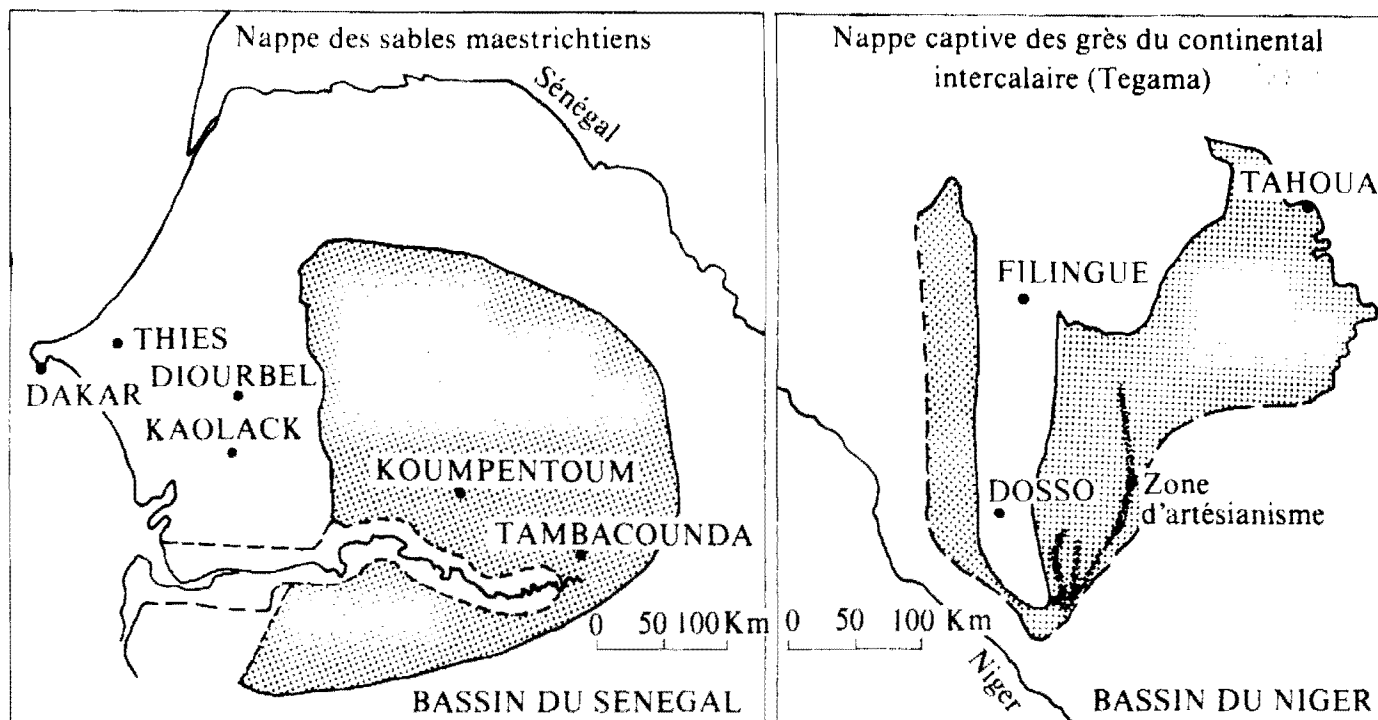 Nappe des sables maestrichtiens
Sénégal
THIES
DAKAR
DIOURBEL
KAOLACK
KOUMPENTOUM
TAMBACOUNDA
0 50 100 Km
BASSIN DU SENEGAL
Nappe captive des grès du continental
intercalaire (Tegama)
TAHOUA
FILINGUE
DOSSO
Zone
d'artésianisme
0 50 100 Km
Niger
BASSIN DU NIGER